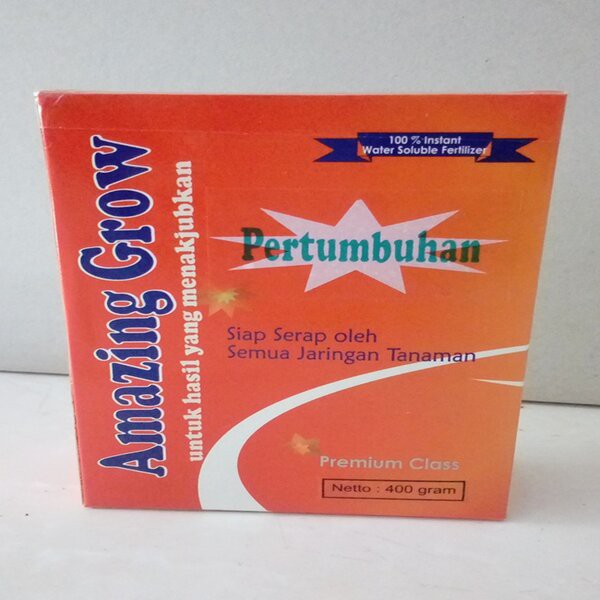 Amazing Grow
untuk hasil yang menakjubkan
100 % Instant
Water Soluble Fertilizer
Pertumbuhan
Siap Serap oleh
Semua Jaringan Tanaman
Premium Class
Netto : 400 gram